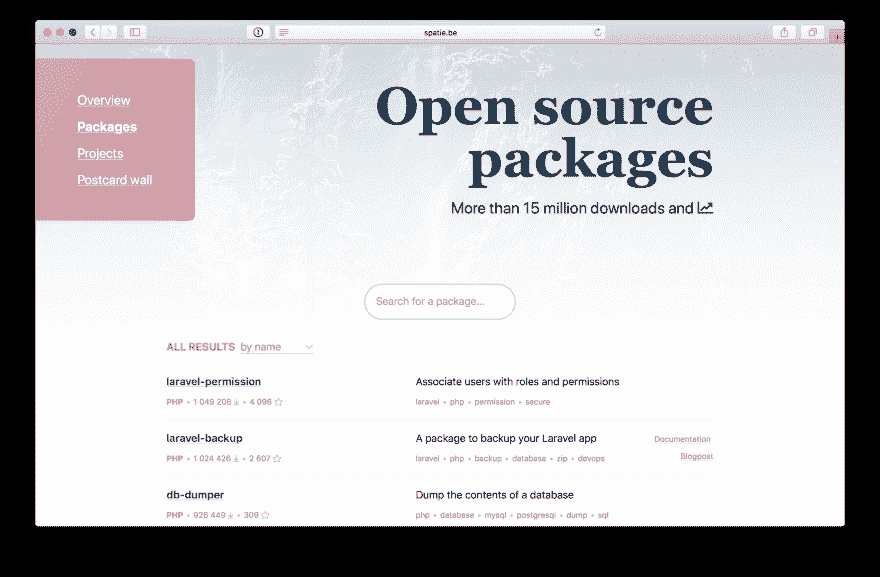 spatie.be
Overview
Packages
Projects
Postcard wall
Open source
packages
More than 15 million downloads and
Search for a package...
ALL RESULTS by name
laravel-permission
Associate users with roles and permissions
PHP • 1 049 208 • 4 096
laravel • php • permission • secure
laravel-backup
A package to backup your Laravel app
Documentation
PHP • 1 024 426 • 2 607
laravel • php • backup • database • zip • devops
Blogpost
db-dumper
Dump the contents of a database
PHP • 926 449 • 309
php • database • mysql • postgresql • dump • sql